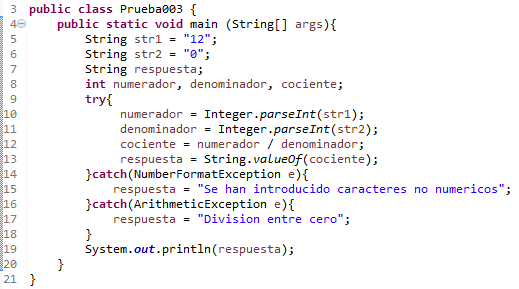 3 public class Prueba003 {
4 public static void main (String[] args){
5 String str1 = "12";
6 String str2 = "0";
7 String respuesta;
8 int numerador, denominador, cociente;
9 try{
10 numerador = Integer.parseInt(str1);
11 denominador = Integer.parseInt(str2);
12 cociente = numerador / denominador;
13 respuesta = String.valueOf(cociente);
14 }catch(NumberFormatException e){
15 respuesta = "Se han introducido caracteres no numericos";
16 }catch(ArithmeticException e){
17 respuesta = "Division entre cero";
18 }
19 System.out.println(respuesta);
20 }
21 }